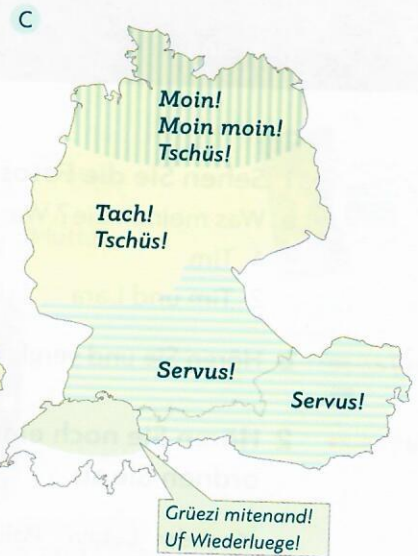 C
Moin!
Moin moin!
Tschüs!
Tach!
Tschüs!
Servus!
Servus!
Grüezi mitenand!
Uf Wiederluege!